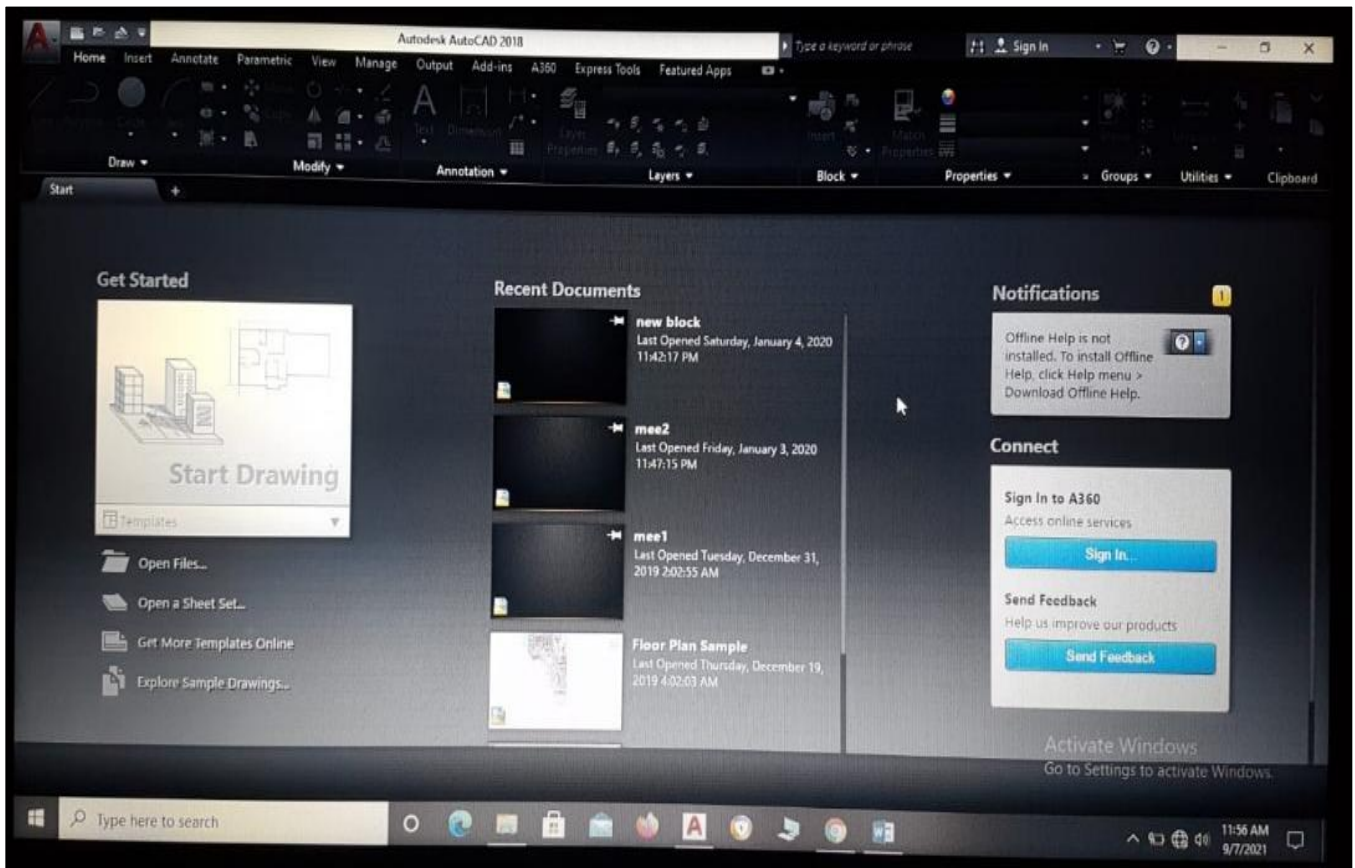 Autodesk AutoCAD 2018
Type a keyword or phrase
Sign In
Home Insert Annotate Parametric View Manage Output Add-ins A360 Express Tools Featured Apps
Text Dimension
Layer
Properties
Insert
Match
Properties
Draw Modify Annotation Layers Block Properties Groups Utilities Clipboard
Start
Get Started
Start Drawing
Templates
Open Files...
Open a Sheet Set...
Get More Templates Online
Explore Sample Drawings...
Recent Documents
new block
Last Opened Saturday, January 4, 2020
11:42:17 PM
mee2
Last Opened Friday, January 3, 2020
11:47:15 PM
mee1
Last Opened Tuesday, December 31,
2019 2:02:55 AM
Floor Plan Sample
Last Opened Thursday, December 19,
2019 4:02:03 AM
Notifications
1
Offline Help is not
installed. To install Offline
Help, click Help menu >
Download Offline Help.
Connect
Sign In to A360
Access online services
Sign In...
Send Feedback
Help us improve our products
Send Feedback
Activate Windows
Go to Settings to activate Windows.
Type here to search
11:56 AM
9/7/2021